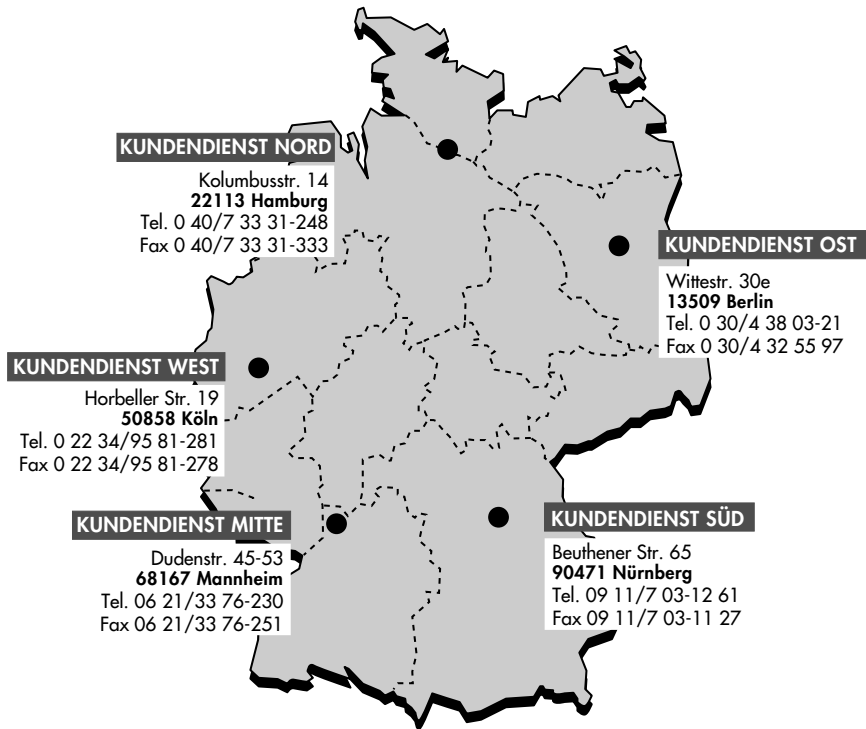 KUNDENDIENST NORD
Kolumbusstr. 14
22113 Hamburg
Tel. 0 40/7 33 31-248
Fax 0 40/7 33 31-333
KUNDENDIENST OST
Wittestr. 30e
13509 Berlin
Tel. 0 30/4 38 03-21
Fax 0 30/4 32 55 97
KUNDENDIENST WEST
Horbeller Str. 19
50858 Köln
Tel. 0 22 34/95 81-281
Fax 0 22 34/95 81-278
KUNDENDIENST MITTE
Dudenstr. 45-53
68167 Mannheim
Tel. 06 21/33 76-230
Fax 06 21/33 76-251
KUNDENDIENST SÜD
Beuthener Str. 65
90471 Nürnberg
Tel. 09 11/7 03-12 61
Fax 09 11/7 03-11 27